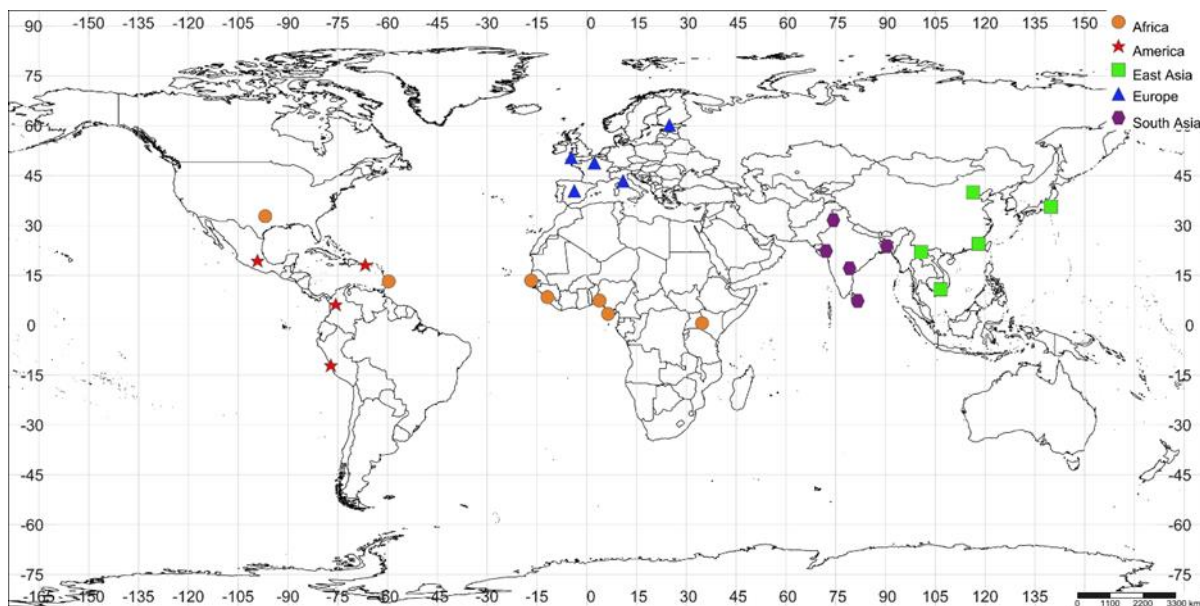 -150 -135 -120 -105 -90 -75 -60 -45 -30 -15 0 15 30 45 60 75 90 105 120 135 150
90 Africa
America
75 East Asia
Europe
60 South Asia
45 45
30 30
15 15
0 0
-15 -15
-30 -30
-45 -45
-60 -60
-75 -75
-165 -150 -135 -120 -105 -90 -75 -60 -45 -30 -15 0 15 30 45 60 75 90 105 120 135 150
0 1100 2200 3300 km